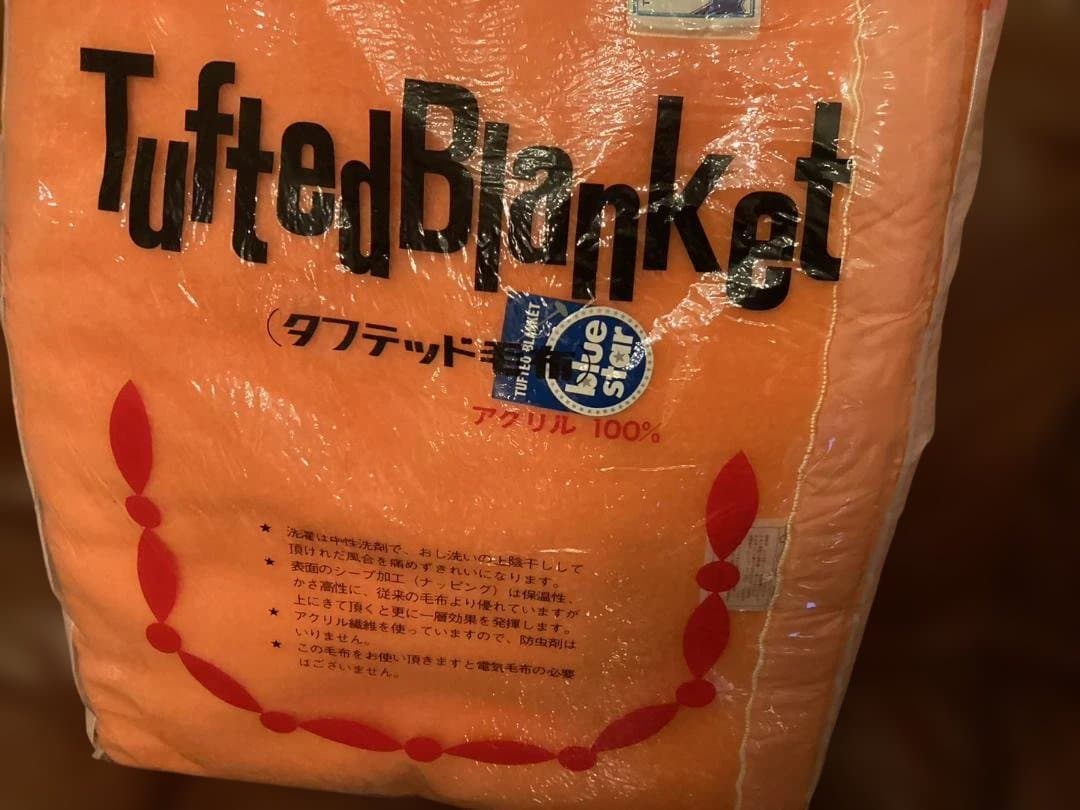 Tufted Blanket
(タフテッド毛布
TUFTED BLANKET
blue
star
アクリル 100%
★ 洗濯は中性洗剤で、おし洗いの上陰干しして
頂けれだ風合を痛めずきれいになります。
★ 表面のシープ加工(ナッピング)は保温性、
かさ高性に、従来の毛布より優れていますが
上にきて頂くと更に一層効果を発揮します。
★ アクリル繊維を使っていますので、防虫剤は
いりません。
★ この毛布をお使い頂きますと電気毛布の必要
はございません。